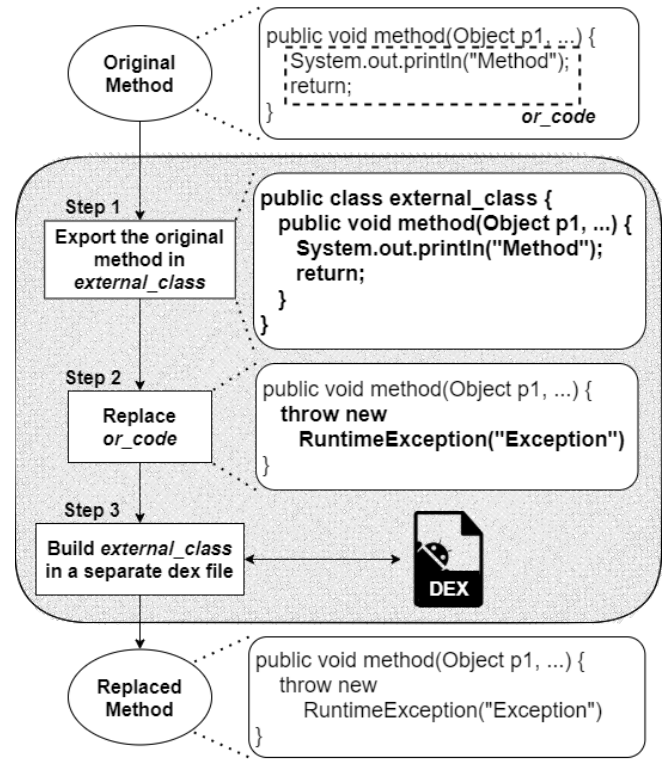 Original
Method
public void method(Object p1, ...) {
System.out.println("Method");
return;
}
or_code
Step 1
Export the original
method in
external_class
public class external_class {
public void method(Object p1, ...) {
System.out.println("Method");
return;
}
}
Step 2
Replace
or_code
public void method(Object p1, ...) {
throw new
RuntimeException("Exception")
}
Step 3
Build external_class
in a separate dex file
DEX
Replaced
Method
public void method(Object p1, ...) {
throw new
RuntimeException("Exception")
}